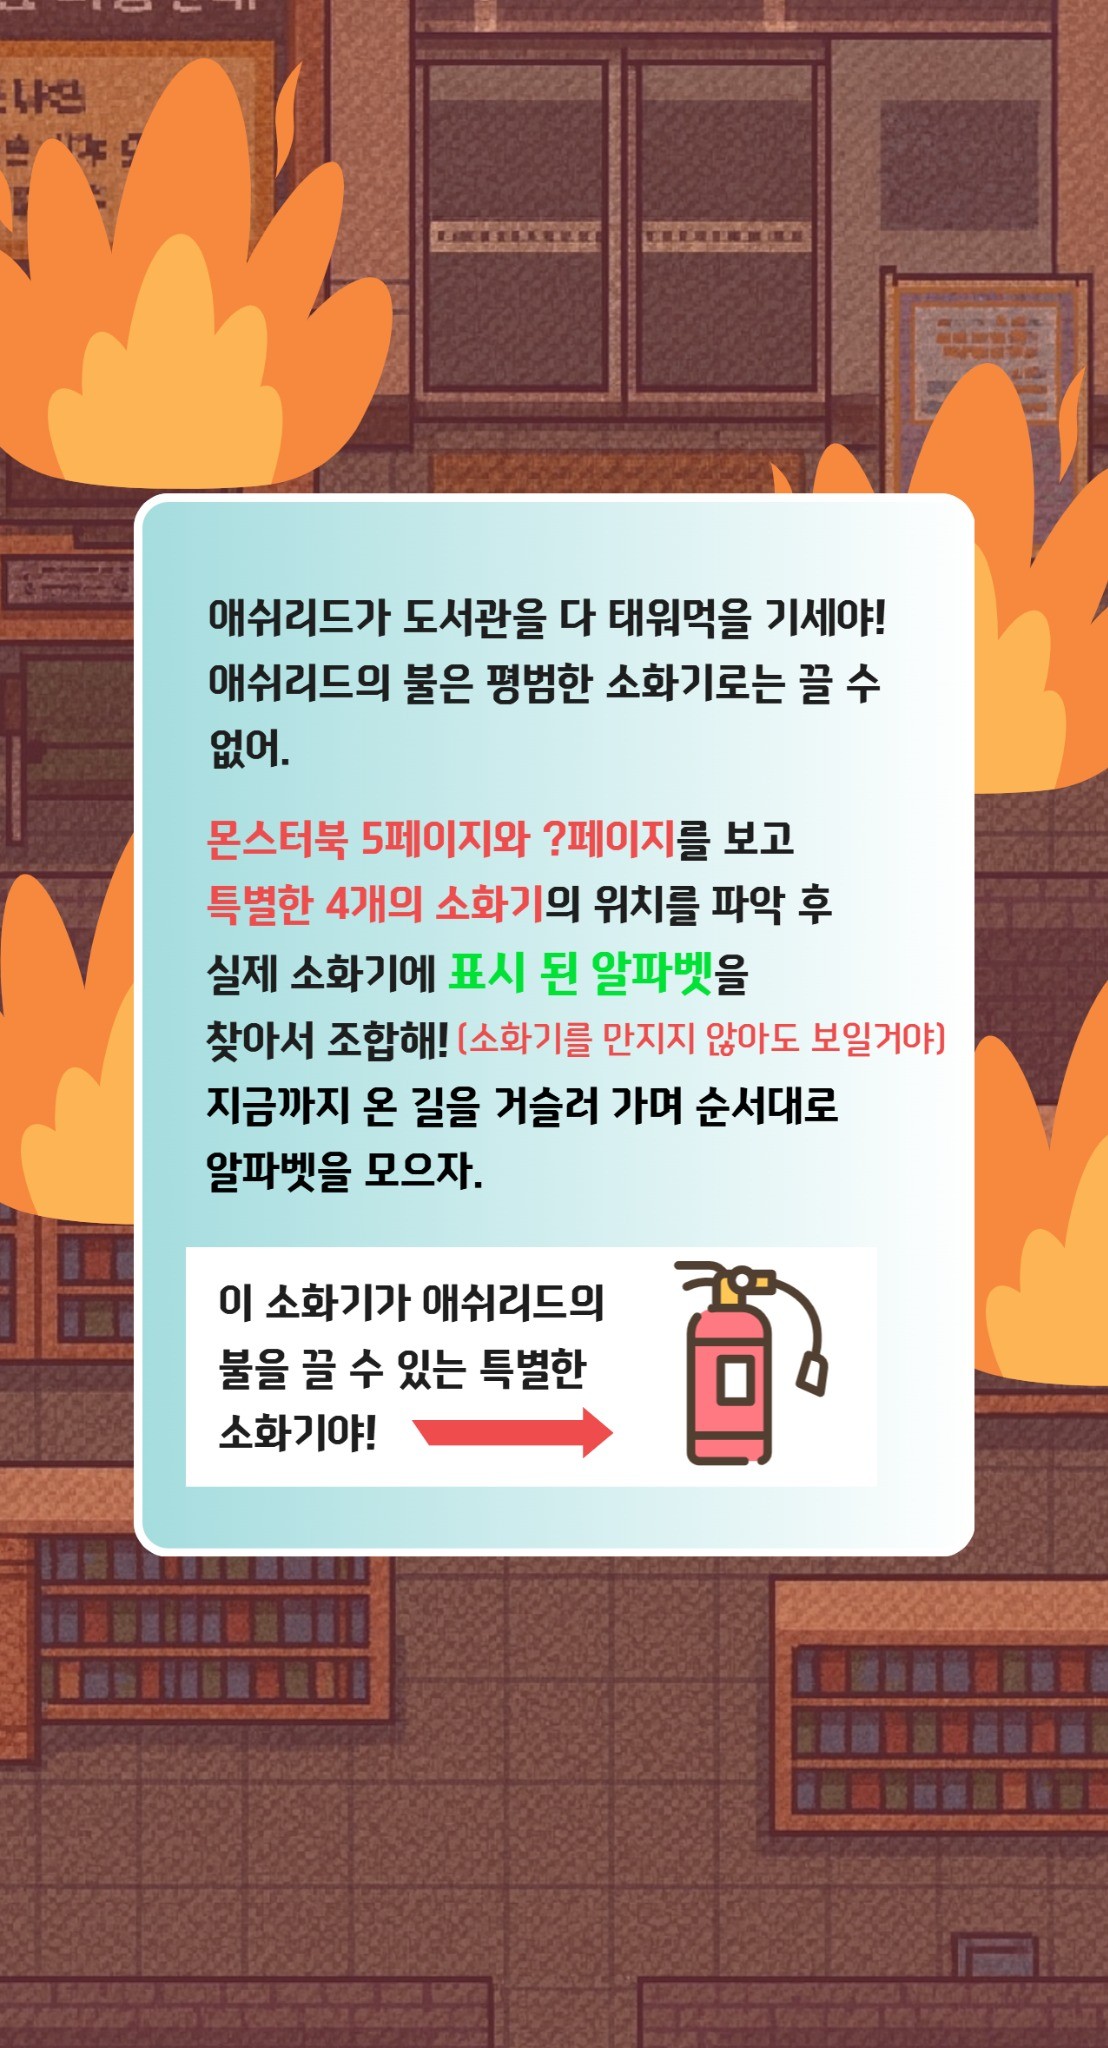 애쉬리드가 도서관을 다 태워먹을 기세야!
애쉬리드의 불은 평범한 소화기로는 끌 수
없어.
몬스터북 5페이지와 ?페이지를 보고
특별한 4개의 소화기의 위치를 파악 후
실제 소화기에 표시 된 알파벳을
찾아서 조합해! (소화기를 만지지 않아도 보일거야)
지금까지 온 길을 거슬러 가며 순서대로
알파벳을 모으자.
이 소화기가 애쉬리드의
불을 끌 수 있는 특별한
소화기야!